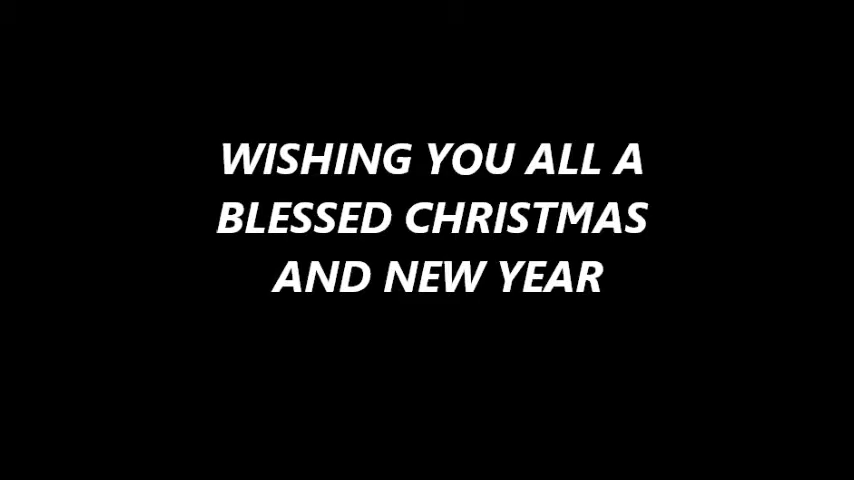 WISHING YOU ALL A
BLESSED CHRISTMAS
AND NEW YEAR